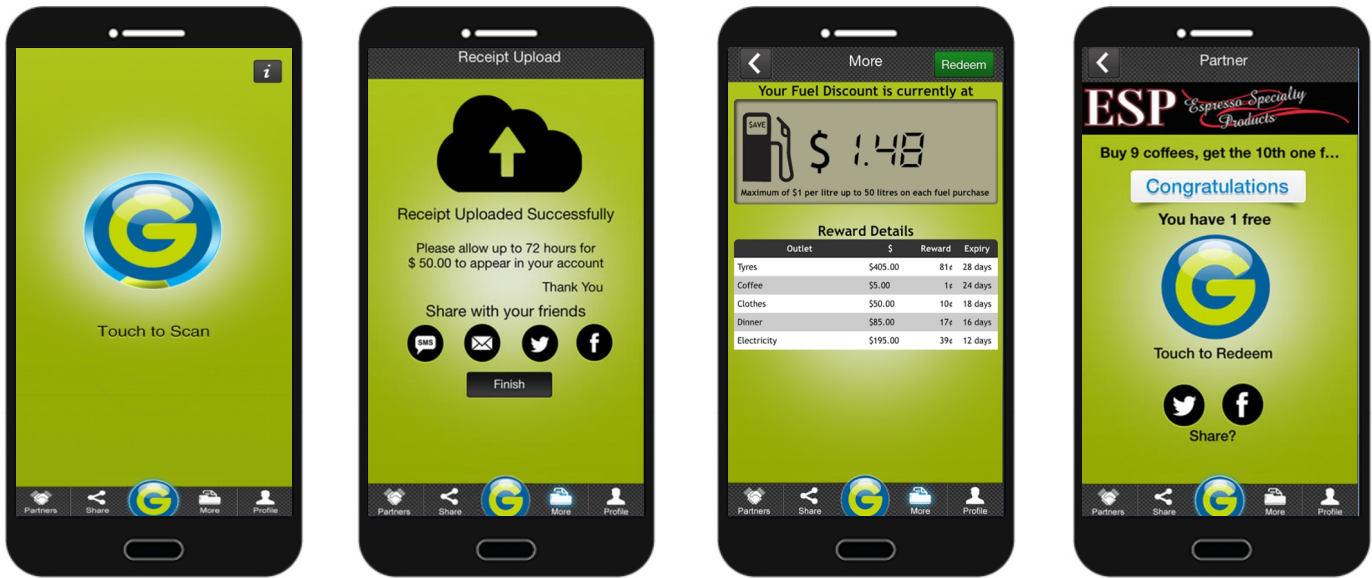 i
G
Touch to Scan
Partners Share G More Profile
Receipt Upload
Receipt Uploaded Successfully
Please allow up to 72 hours for
$ 50.00 to appear in your account
Thank You
Share with your friends
SMS f
Finish
Partners Share G More Profile
More Redeem
Your Fuel Discount is currently at
SAVE
$ 1.48
Maximum of $1 per litre up to 50 litres on each fuel purchase
Reward Details
Outlet $ Reward Expiry
Tyres $405.00 81¢ 28 days
Coffee $5.00 1¢ 24 days
Clothes $50.00 10¢ 18 days
Dinner $85.00 17¢ 16 days
Electricity $195.00 39¢ 12 days
Partners Share G More Profile
Partner
ESP Espresso Specialty
Products
Buy 9 coffees, get the 10th one f...
Congratulations
You have 1 free
G
Touch to Redeem
f
Share?
Partners Share G More Profile